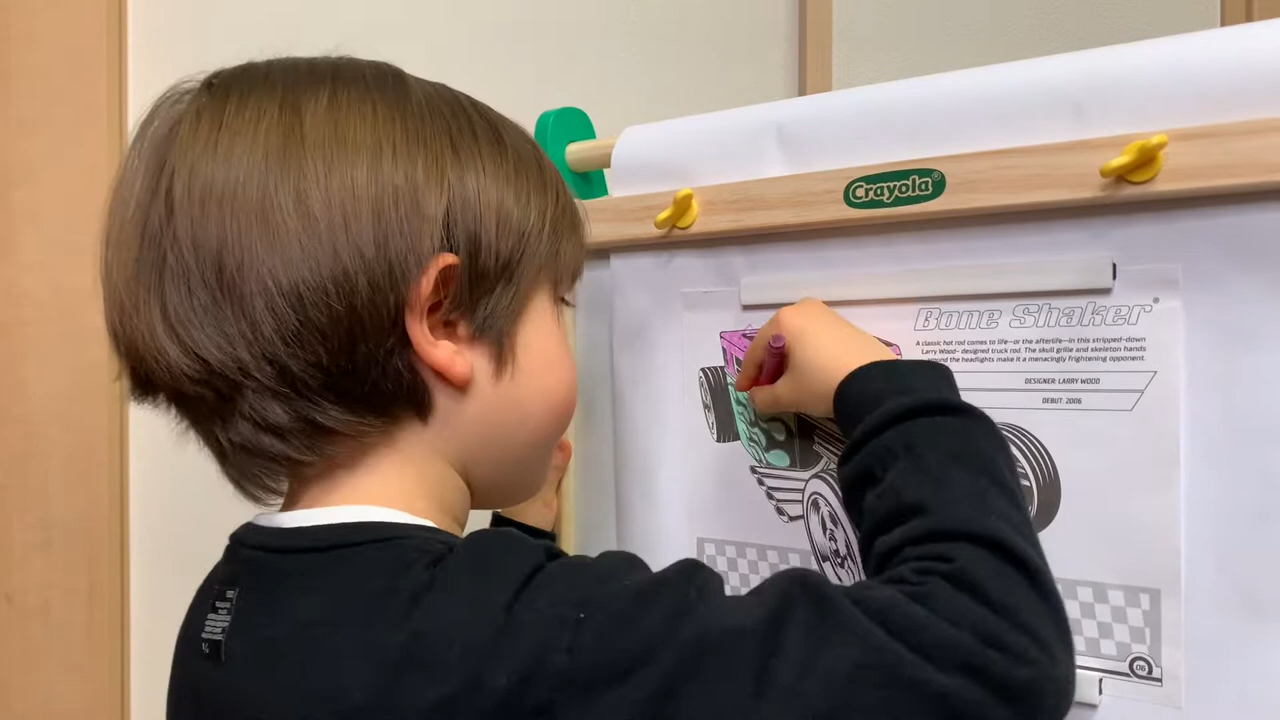 Crayola®
Bone Shaker®
A classic hot rod comes to life—or the afterlife—in this stripped-down
Larry Wood- designed truck rod. The skull grille and skeleton hands
around the headlights make it a menacingly frightening opponent.
DESIGNER: LARRY WOOD
DEBUT: 2006
06